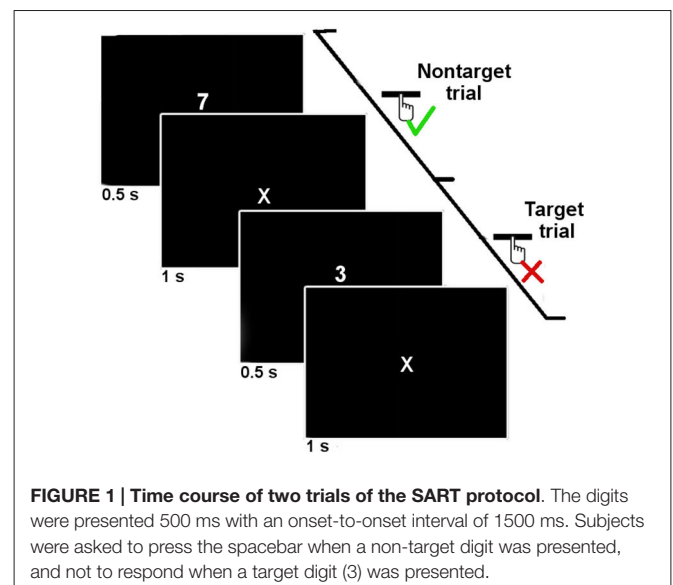 7
Nontarget
trial
0.5 s
X
1 s
Target
trial
3
0.5 s
X
1 s
FIGURE 1 | Time course of two trials of the SART protocol. The digits
were presented 500 ms with an onset-to-onset interval of 1500 ms. Subjects
were asked to press the spacebar when a non-target digit was presented,
and not to respond when a target digit (3) was presented.